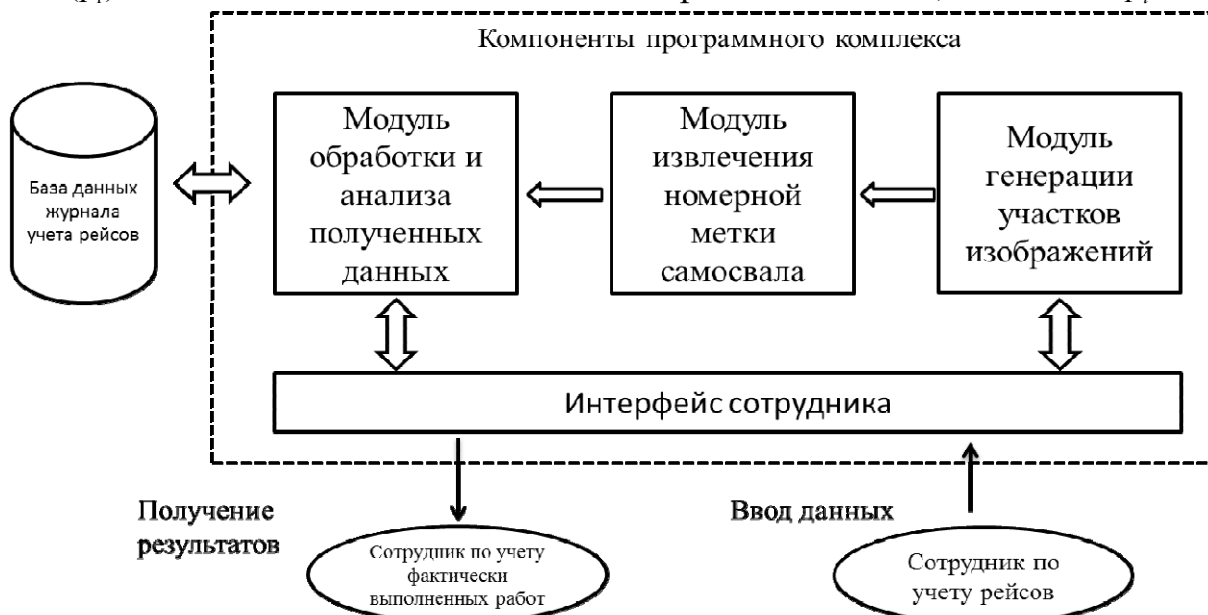 Компоненты программного комплекса
База данных
журнала
учета рейсов
Модуль
обработки и
анализа
полученных
данных
Модуль
извлечения
номерной
метки
самосвала
Модуль
генерации
участков
изображений
Интерфейс сотрудника
Получение
результатов
Ввод данных
Сотрудник по учету
фактически
выполненных работ
Сотрудник по
учету рейсов